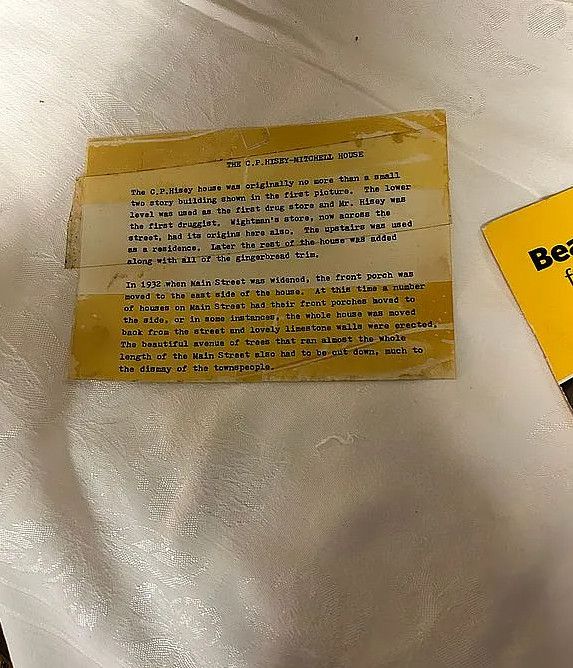 THE C.P.HISEY-MITCHELL HOUSE
The C.P.Hisey house was originally no more than a small
two story building shown in the first picture. The lower
level was used as the first drug store and Mr. Hisey was
the first druggist. Wightman's store, now across the
street, had its origins here also. The upstairs was used
as a residence. Later the rest of the house was added
along with all of the gingerbread trim.
In 1932 when Main Street was widened, the front porch was
moved to the east side of the house. At this time a number
of houses on Main Street had their front porches moved to
the side, or in some instances, the whole house was moved
back from the street and lovely limestone walls were erected.
The beautiful avenue of trees that ran almost the whole
length of the Main Street also had to be cut down, much to
the dismay of the townspeople.
Bea
f